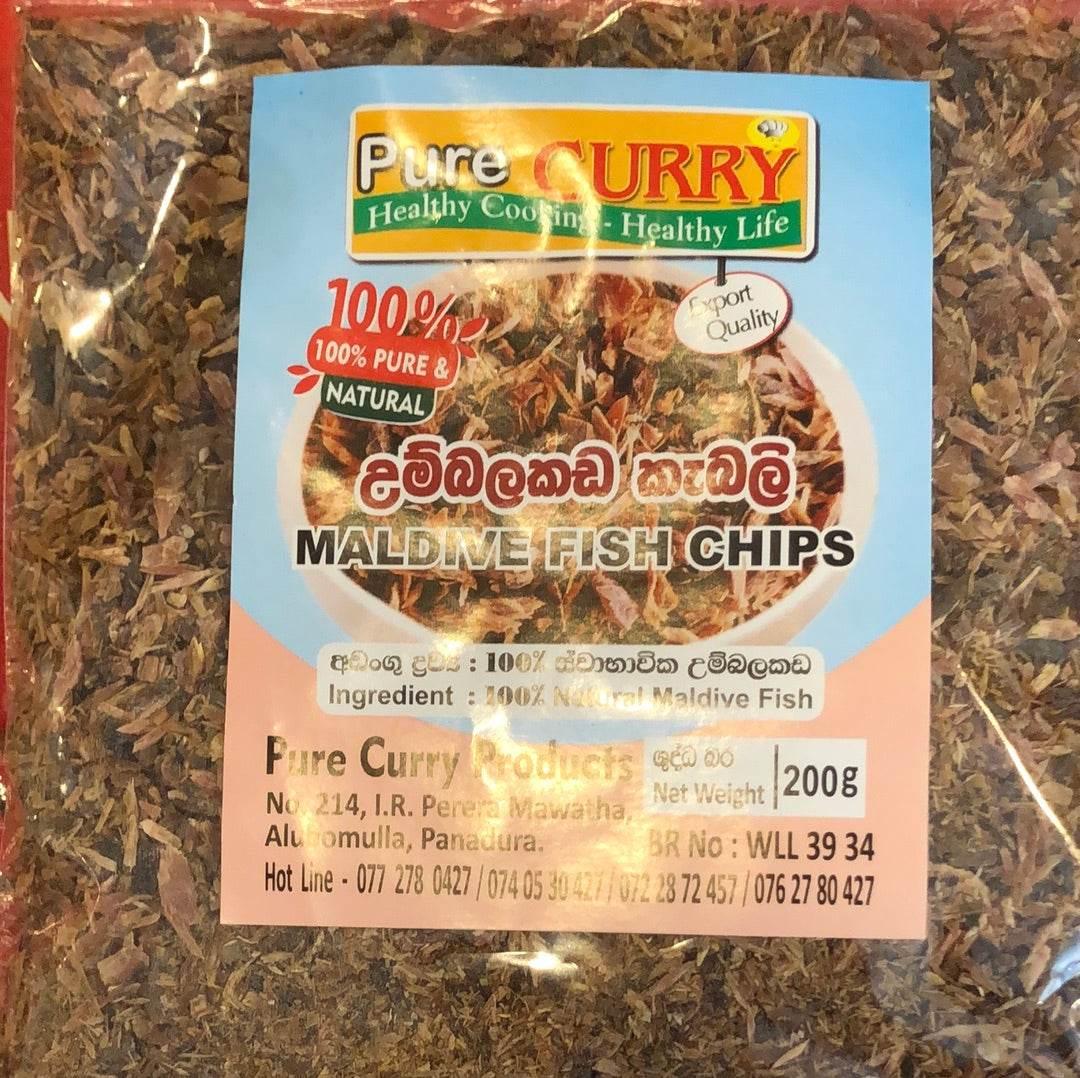 Pure CURRY
Healthy Cooking - Healthy Life
Export
Quality
100%
100% PURE &
NATURAL
උම්බලකඩ කැබලි
MALDIVE FISH CHIPS
අඩංගු ද්‍රව්‍ය : 100% ස්වාභාවික උම්බලකඩ
Ingredient : 100% Natural Maldive Fish
Pure Curry Products
No. 214, I.R. Perera Mawatha,
Alubomulla, Panadura.
ශුද්ධ බර
Net Weight
200g
BR No : WLL 39 34
Hot Line - 077 278 0427 / 074 05 30 427 / 072 28 72 457 / 076 27 80 427